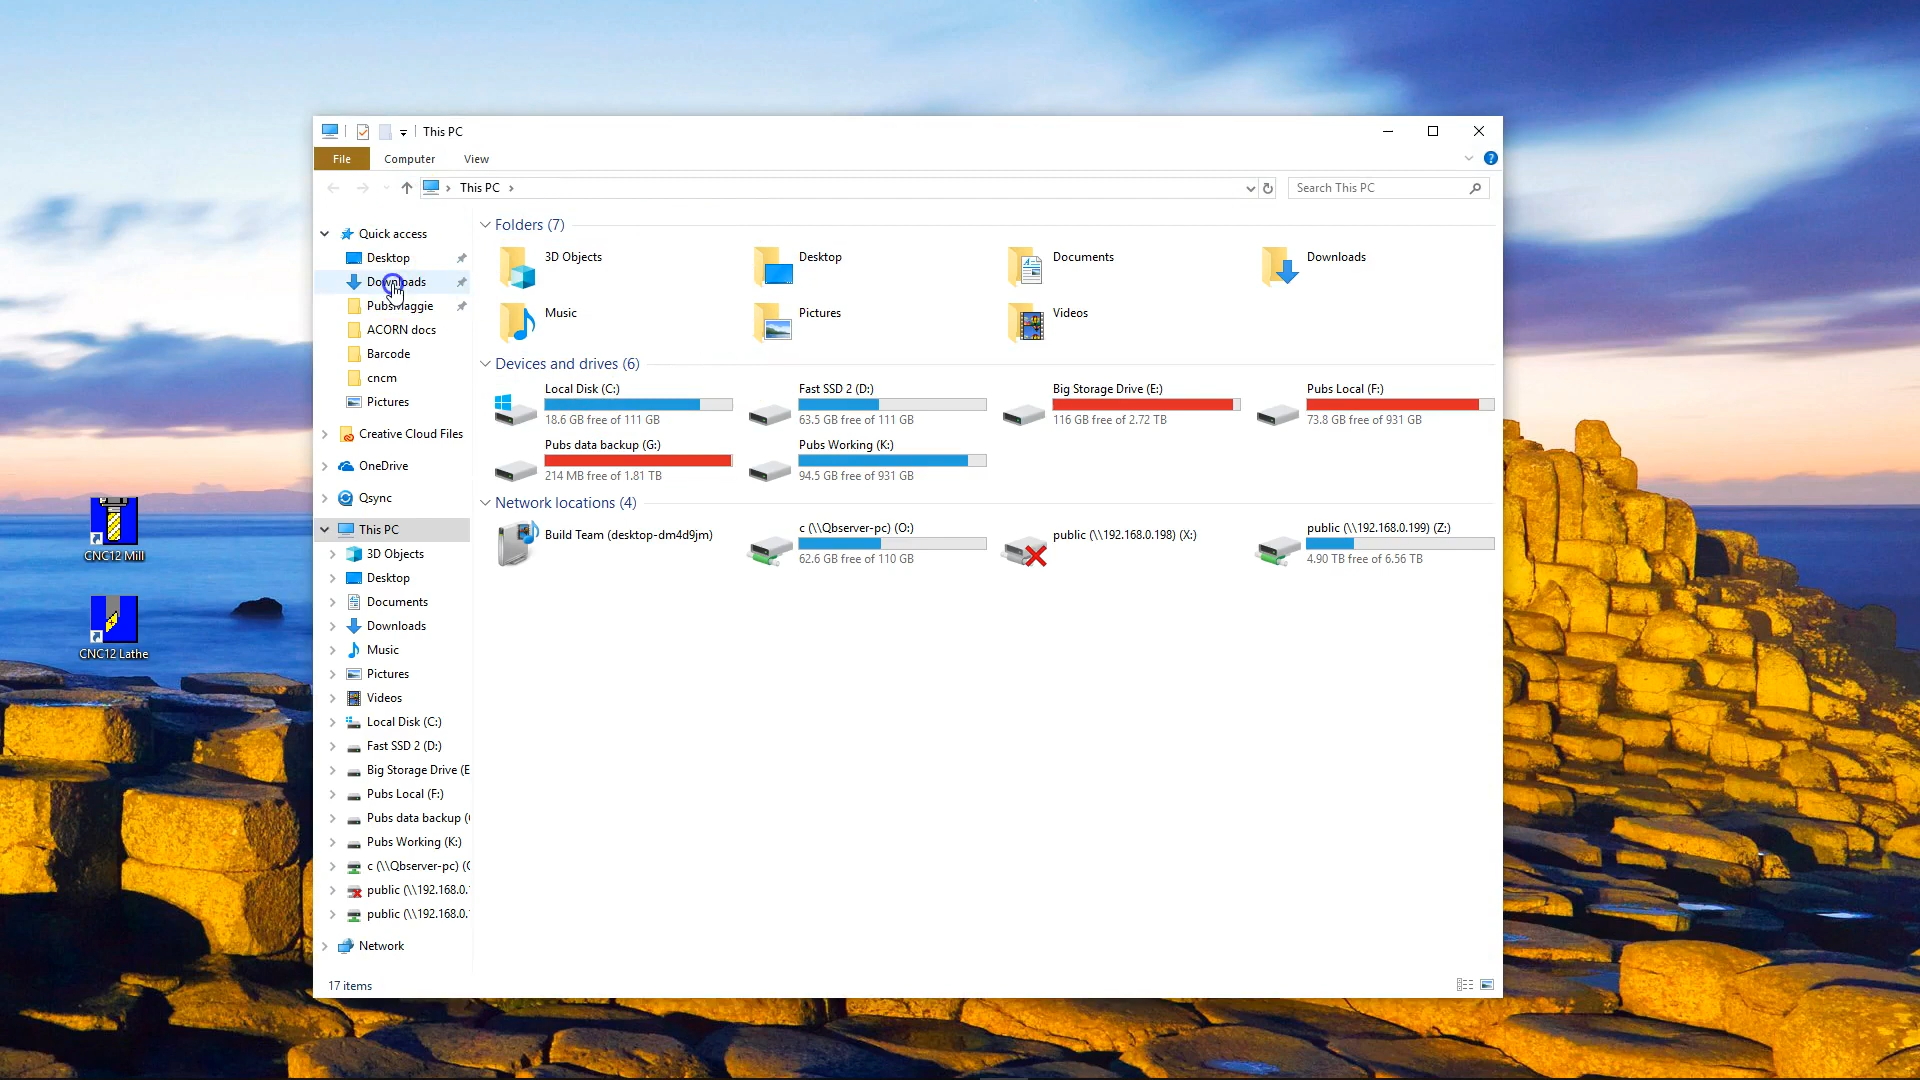 This PC
File
Computer
View
This PC
Search This PC
Quick access
Desktop
Downloads
PubsMaggie
ACORN docs
Barcode
cncm
Pictures
Creative Cloud Files
OneDrive
Qsync
This PC
3D Objects
Desktop
Documents
Downloads
Music
Pictures
Videos
Local Disk (C:)
Fast SSD 2 (D:)
Big Storage Drive (E
Pubs Local (F:)
Pubs data backup (
Pubs Working (K:)
c (\\Qbserver-pc) (
public (\\192.168.0.
public (\\192.168.0.
Network
Folders (7)
3D Objects
Desktop
Documents
Downloads
Music
Pictures
Videos
Devices and drives (6)
Local Disk (C:)
18.6 GB free of 111 GB
Fast SSD 2 (D:)
63.5 GB free of 111 GB
Big Storage Drive (E:)
116 GB free of 2.72 TB
Pubs Local (F:)
73.8 GB free of 931 GB
Pubs data backup (G:)
214 MB free of 1.81 TB
Pubs Working (K:)
94.5 GB free of 931 GB
Network locations (4)
Build Team (desktop-dm4d9jm)
c (\\Qbserver-pc) (O:)
62.6 GB free of 110 GB
public (\\192.168.0.198) (X:)
public (\\192.168.0.199) (Z:)
4.90 TB free of 6.56 TB
17 items
CNC12 Mill
CNC12 Lathe